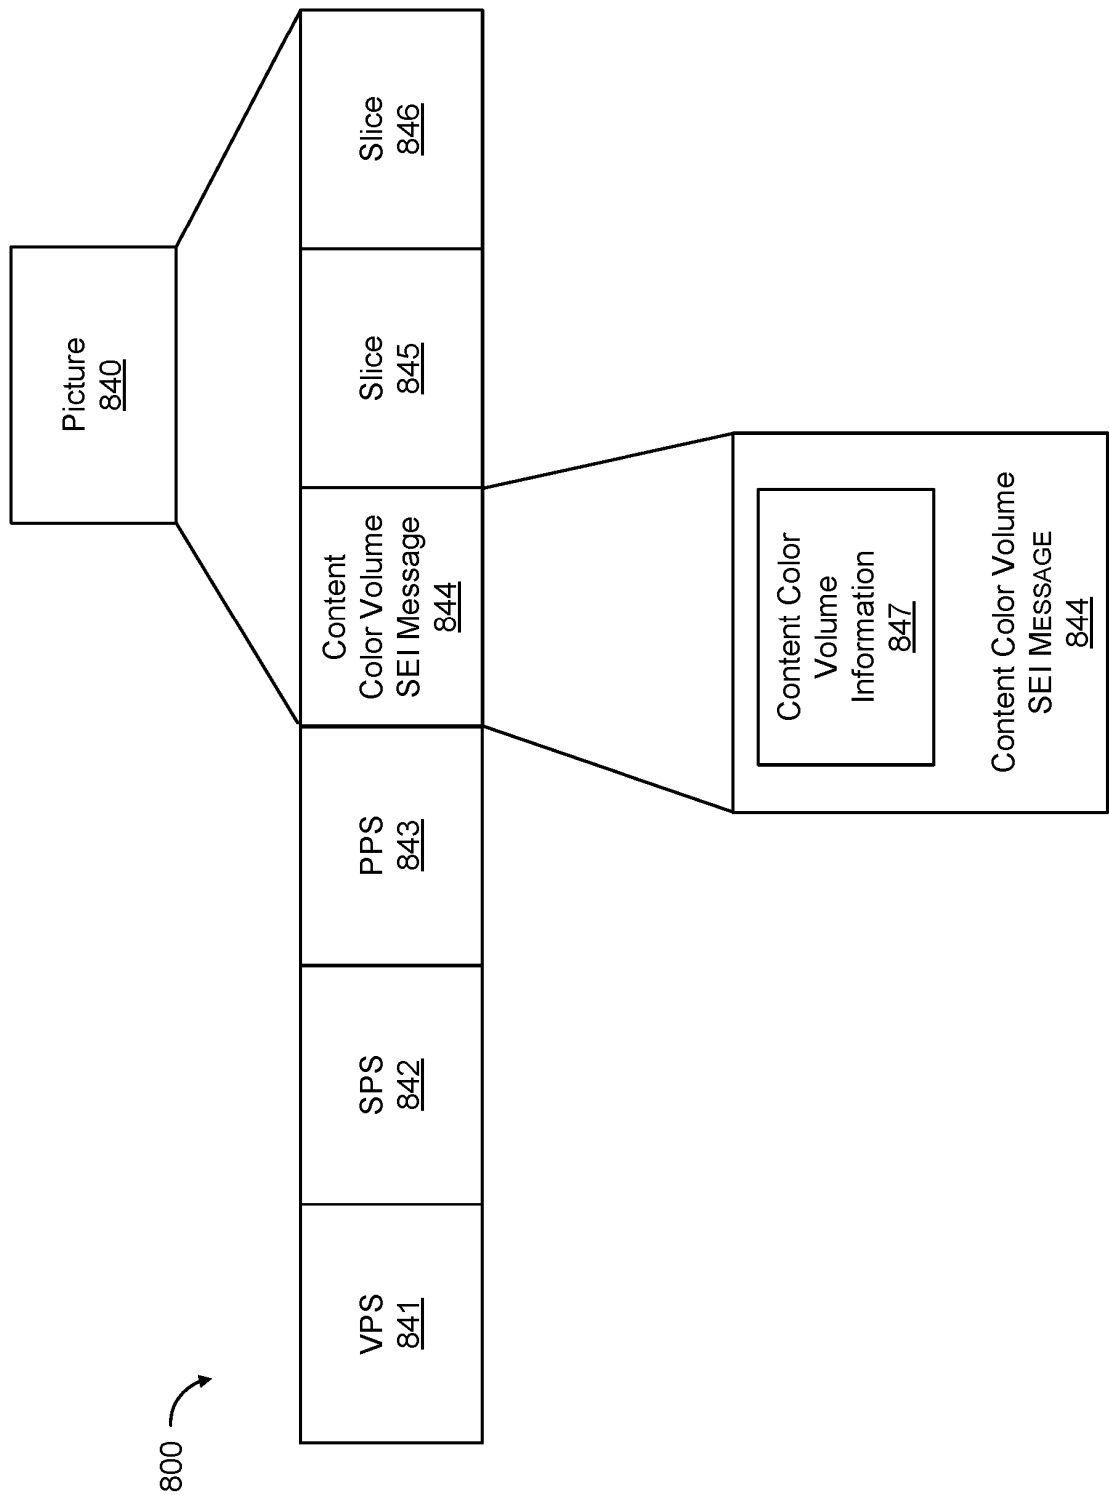 800
Picture
840
VPS
841
SPS
842
PPS
843
Content
Color Volume
SEI Message
844
Slice
845
Slice
846
Content Color
Volume
Information
847
Content Color Volume
SEI MESSAGE
844